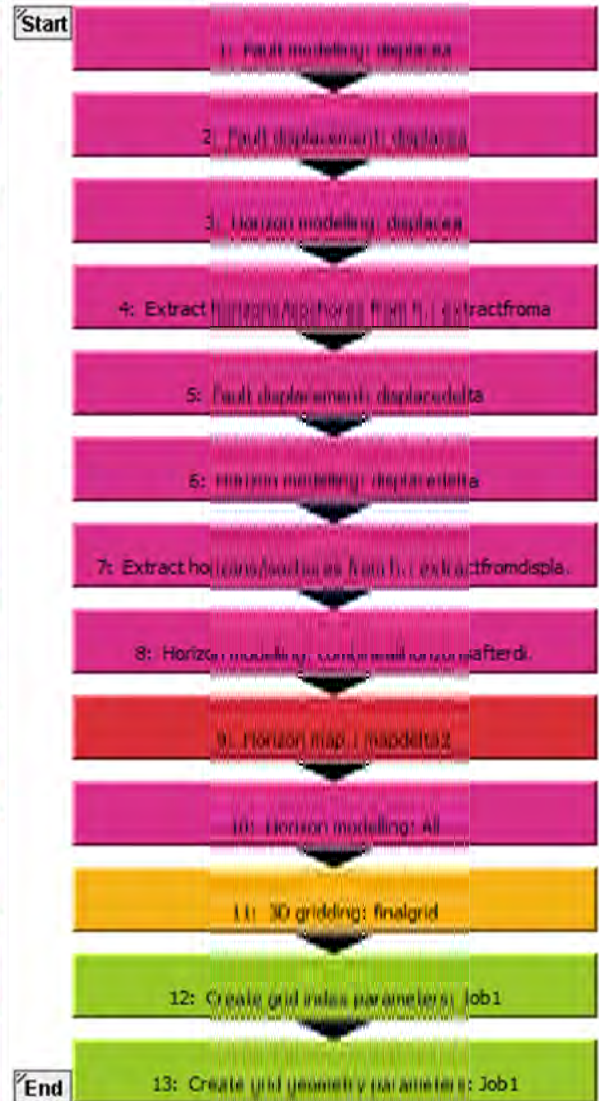 Start
1: Fault modelling: displacea
2: Fault displacement: displacea
3: Horizon modelling: displacea
4: Extract horizons/isochores from h.: extractfroma
5: Fault displacement: displacedelta
6: Horizon modelling: displacedelta
7: Extract horizons/isochores from h.: extractfromdispla.
8: Horizon modelling: combineallhorizonsafterdi.
9: Horizon map : mapdelta2
10: Horizon modelling: All
11: 3D gridding: finalgrid
12: Create grid index parameters: Job1
End
13: Create grid geometry parameters: Job1